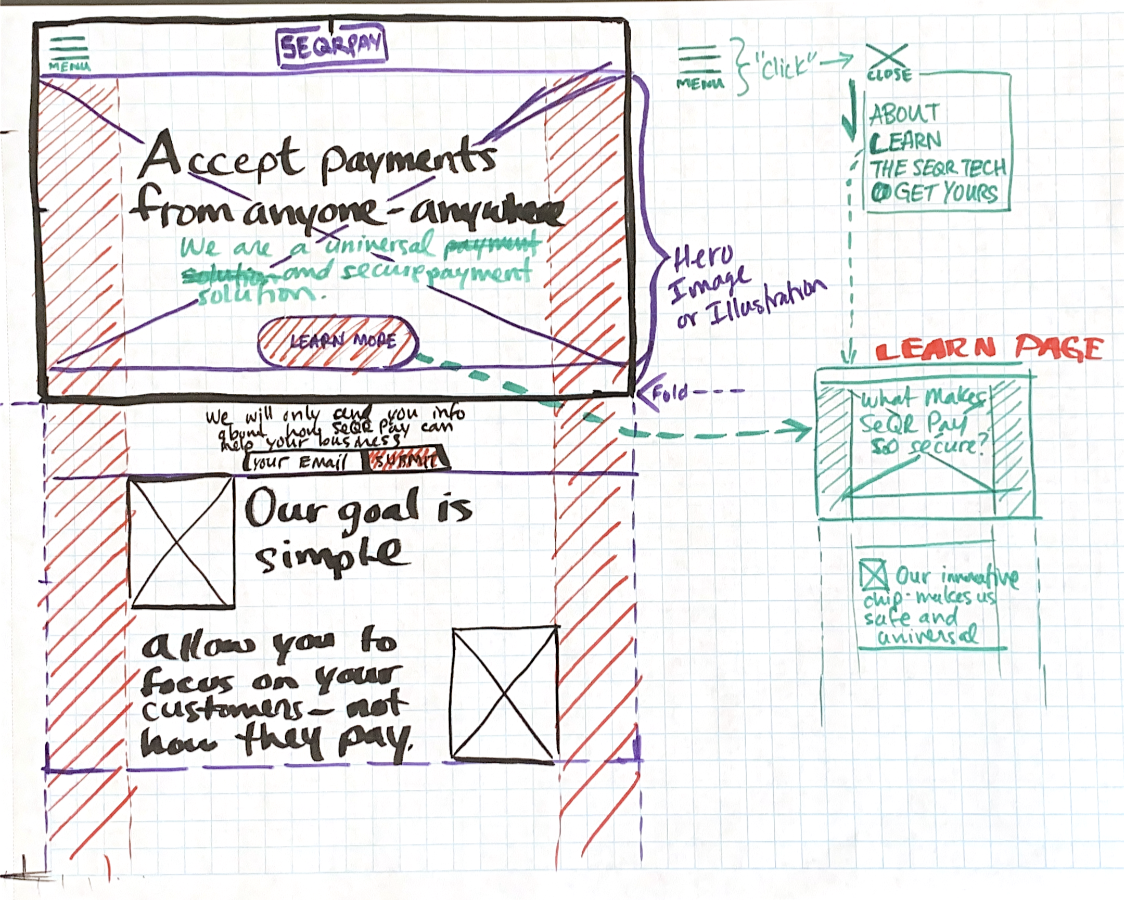 MENU
SEQRPAY
Accept payments
from anyone - anywhere
We are a universal payment
solution and secure payment
solution.
LEARN MORE
Hero
Image
or Illustration
Fold
We will only send you info
about how SEQR Pay can
help your business
your Email
SUBMIT
Our goal is
simple
allow you to
focus on your
customers - not
how they pay.
MENU
"Click"
CLOSE
ABOUT
LEARN
THE SEQR TECH
GET YOURS
LEARN PAGE
What Makes
SeQR Pay
so secure?
Our innovative
chip - makes us
safe and
universal